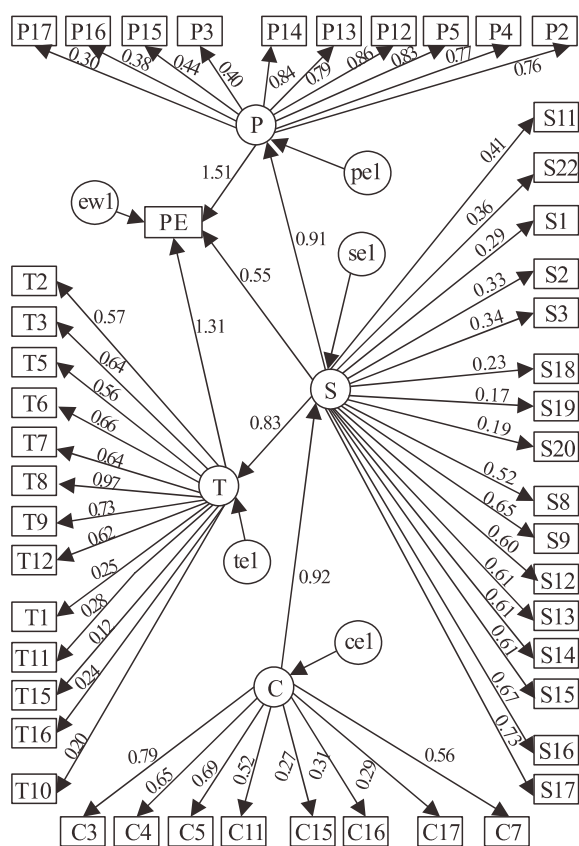 P17 P16 P15 P3 P14 P13 P12 P5 P4 P2
0.30 0.38 0.44 0.40 0.84 0.79 0.86 0.83 0.77 0.76
P
pe1
1.51
ew1
PE
0.91
0.55
se1
1.31
S11
0.41
S22
0.36
S1
0.29
S2
0.33
S3
0.34
S18
0.23
S19
0.17
S20
0.19
S
S8
0.52
S9
0.65
S12
0.60
S13
0.61
S14
0.61
S15
0.61
S16
0.67
S17
0.73
T2
0.57
T3
0.64
T5
0.56
T6
0.66
T7
0.64
T8
0.97
T9
0.73
T12
0.62
T1
0.25
T11
0.28
T15
0.12
T16
0.24
T10
0.20
0.83
T
te1
0.92
ce1
C
0.79 0.65 0.69 0.52 0.27 0.31 0.29 0.56
C3 C4 C5 C11 C15 C16 C17 C7